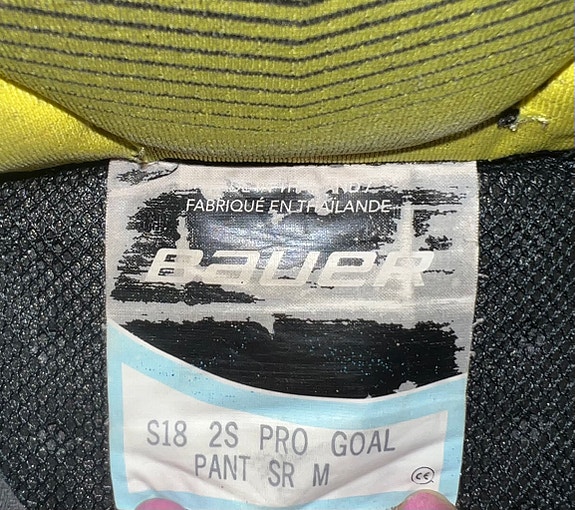 FABRIQUÉ EN THAÏLANDE
BAUER
S18 2S PRO GOAL
PANT SR M
CE